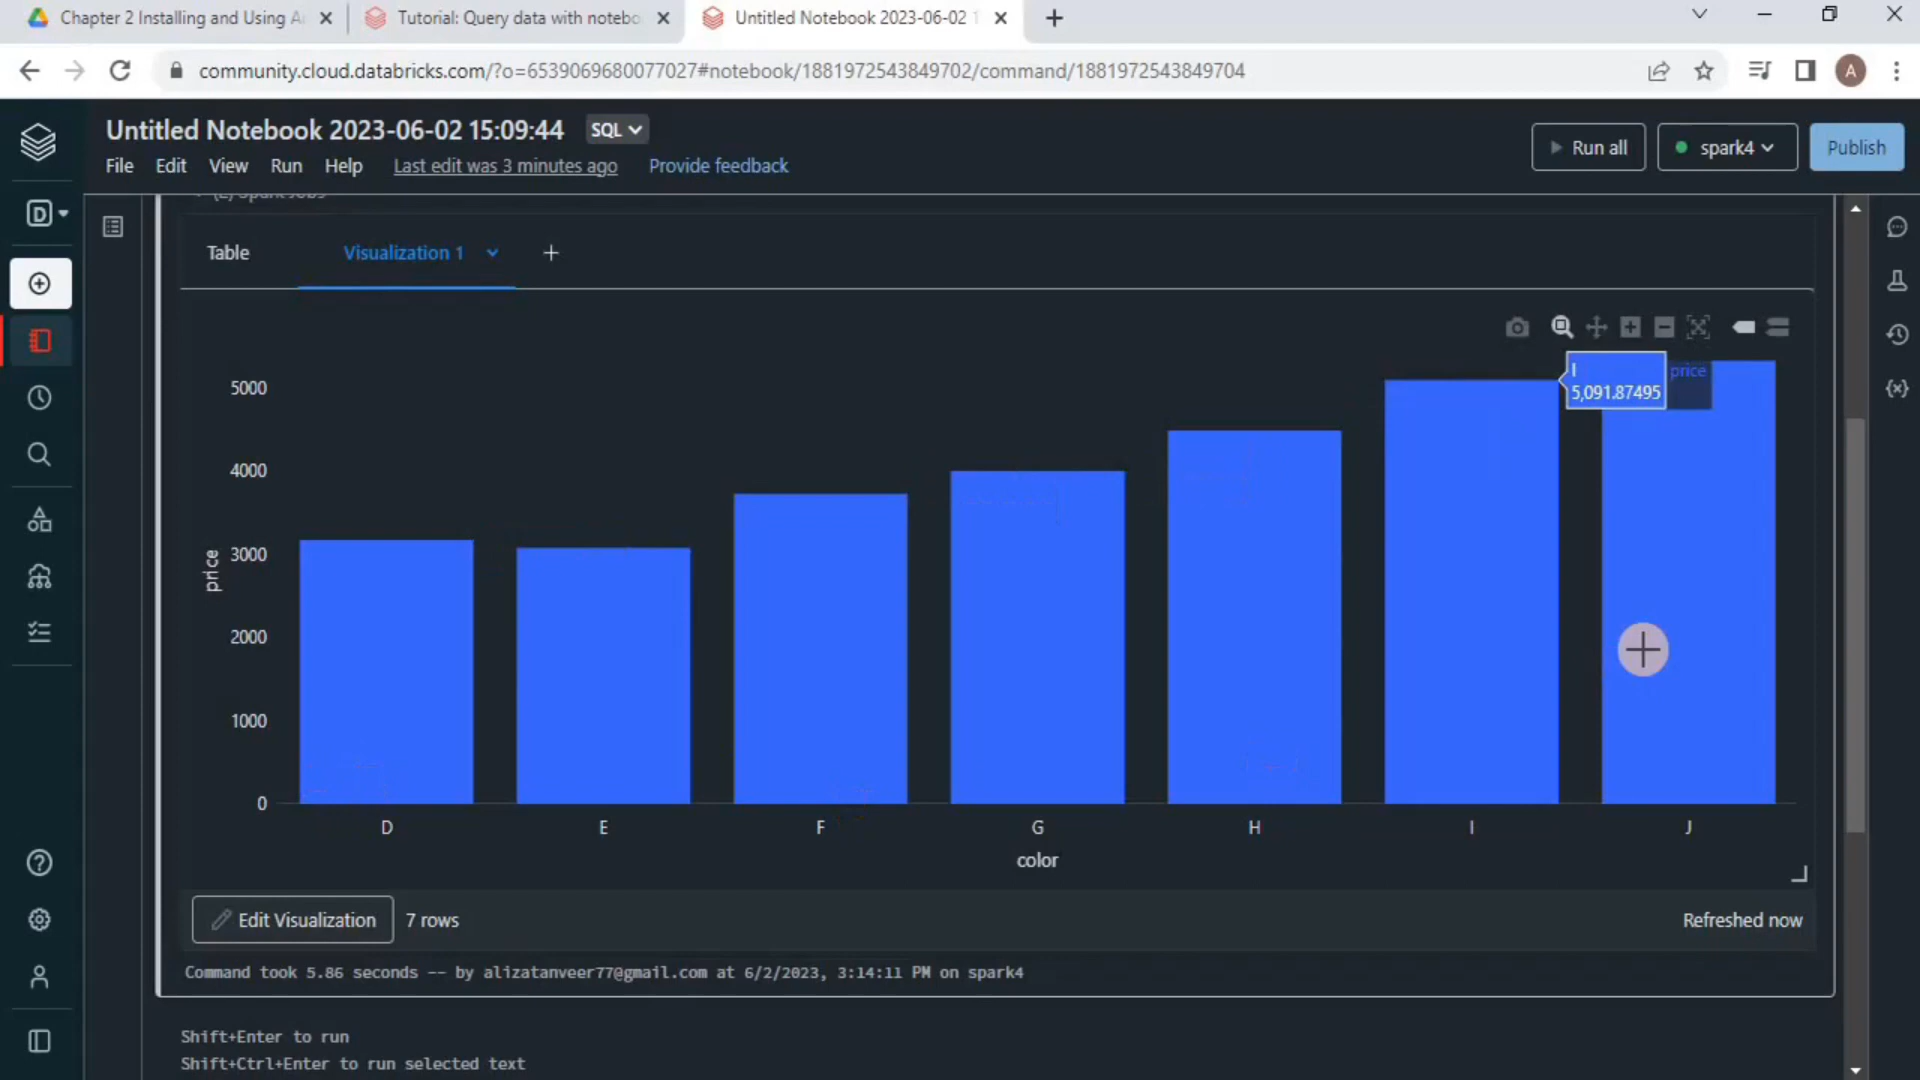 Chapter 2 Installing and Using A
Tutorial: Query data with notebo
Untitled Notebook 2023-06-02 1
community.cloud.databricks.com/?o=6539069680077027#notebook/1881972543849702/command/1881972543849704
A
Untitled Notebook 2023-06-02 15:09:44
SQL
Run all
spark4
Publish
File Edit View Run Help Last edit was 3 minutes ago Provide feedback
D
Table Visualization 1 +
I
5,091.87495
price
5000
4000
3000
2000
1000
0
price
D E F G H I J
color
Edit Visualization
7 rows
Refreshed now
Command took 5.86 seconds -- by alizatanveer77@gmail.com at 6/2/2023, 3:14:11 PM on spark4
Shift+Enter to run
Shift+Ctrl+Enter to run selected text